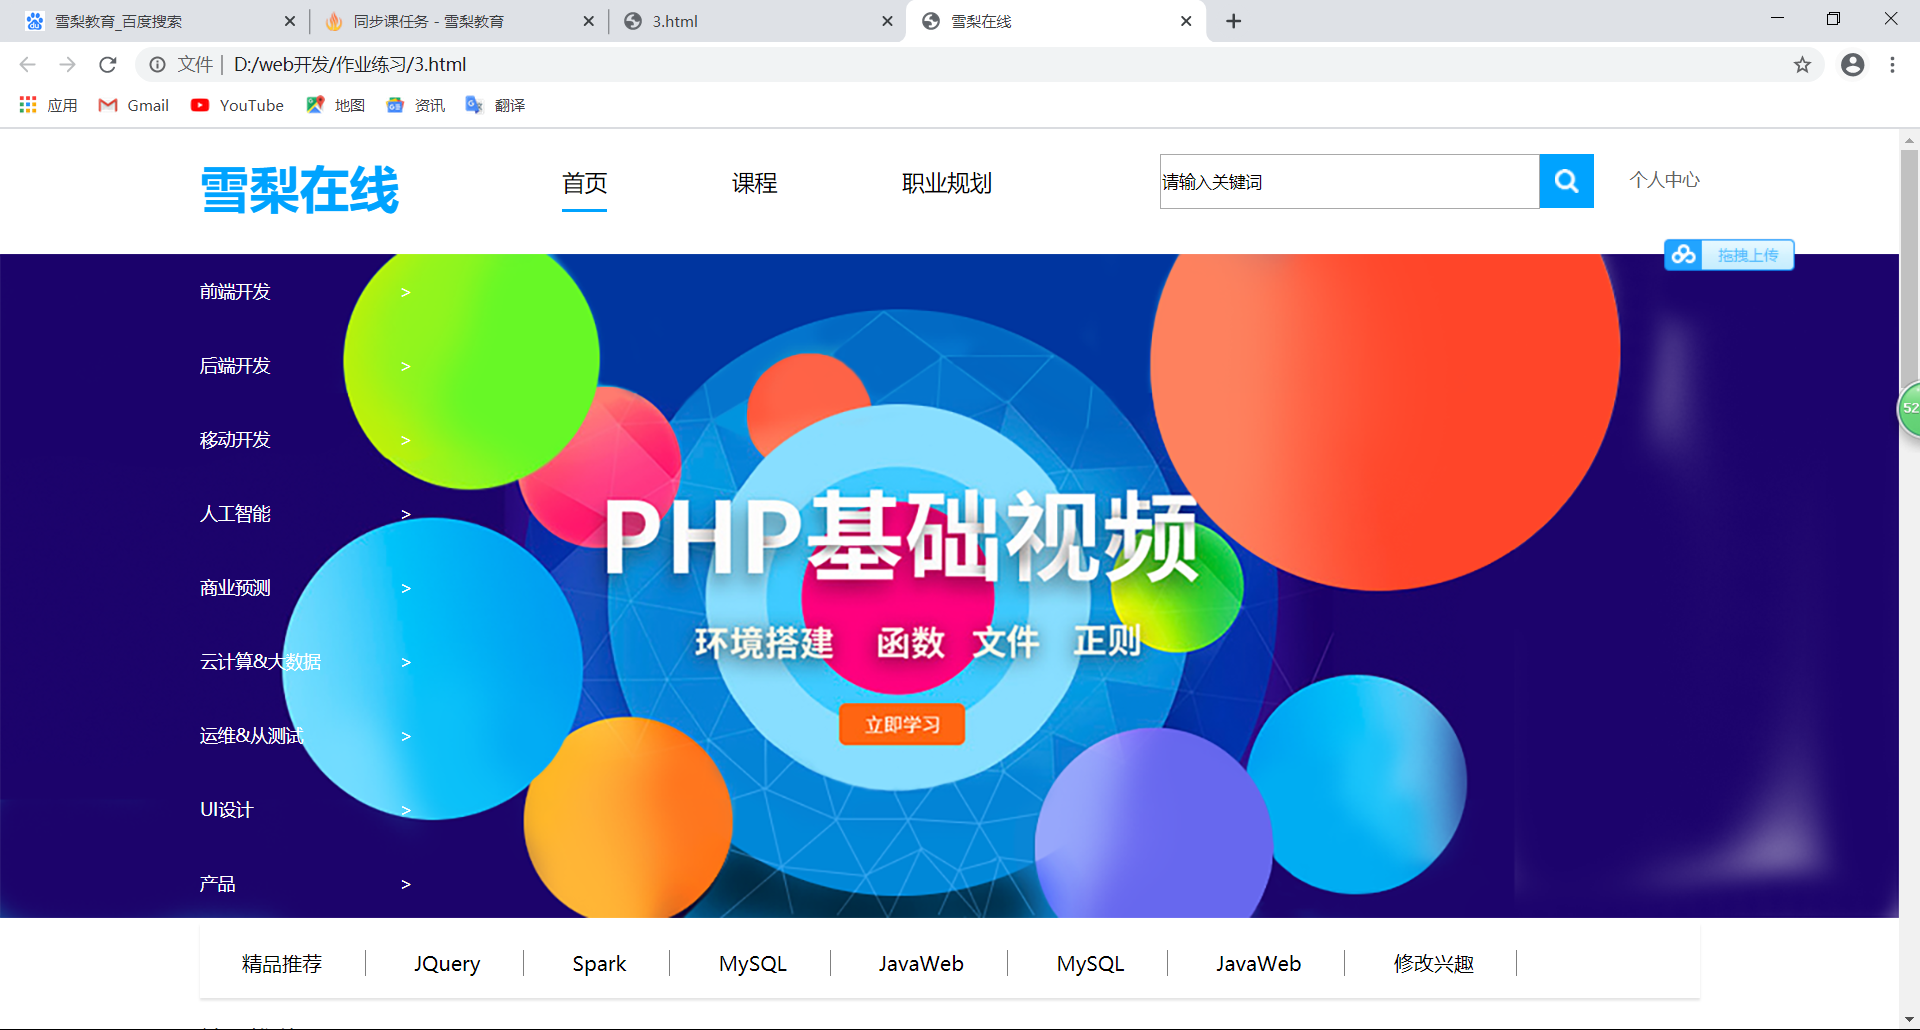 雪梨教育_百度搜索
同步课任务 - 雪梨教育
3.html
雪梨在线
文件 | D:/web开发/作业练习/3.html
应用 Gmail YouTube 地图 资讯 翻译
雪梨在线 首页 课程 职业规划 请输入关键词 个人中心
拖拽上传
前端开发 >
后端开发 >
移动开发 >
人工智能 >
商业预测 >
云计算&大数据 >
运维&从测试 >
UI设计 >
产品 >
52
PHP基础视频
环境搭建 函数 文件 正则
立即学习
精品推荐 JQuery Spark MySQL JavaWeb MySQL JavaWeb 修改兴趣